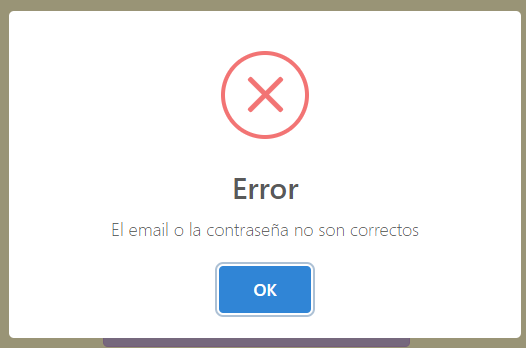 Error
El email o la contraseña no son correctos
OK